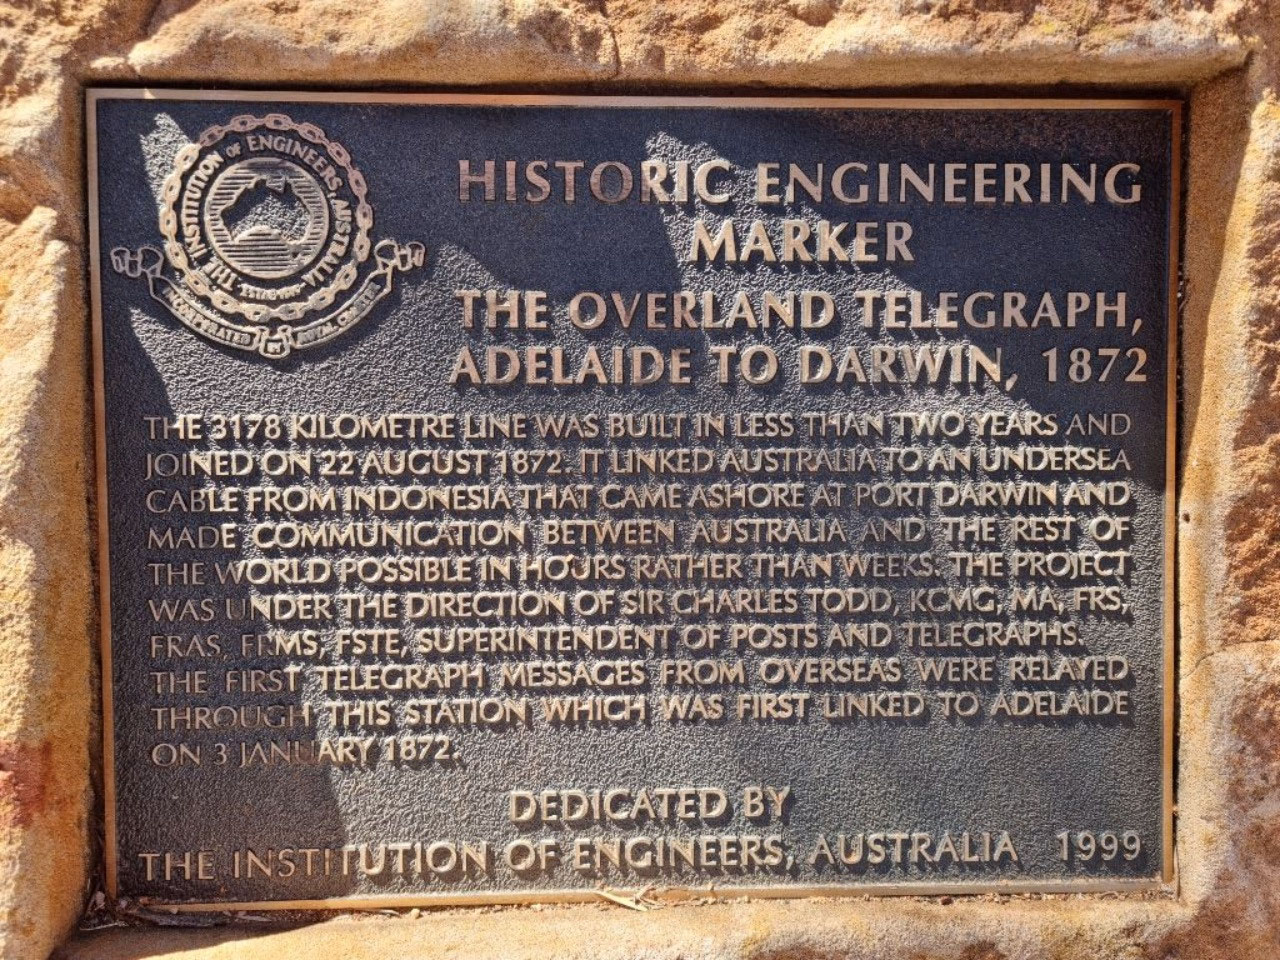 THE INSTITUTION OF ENGINEERS, AUSTRALIA
INCORPORATED BY ROYAL CHARTER
HISTORIC ENGINEERING
MARKER
THE OVERLAND TELEGRAPH,
ADELAIDE TO DARWIN, 1872
THE 3178 KILOMETRE LINE WAS BUILT IN LESS THAN TWO YEARS AND
JOINED ON 22 AUGUST 1872. IT LINKED AUSTRALIA TO AN UNDERSEA
CABLE FROM INDONESIA THAT CAME ASHORE AT PORT DARWIN AND
MADE COMMUNICATION BETWEEN AUSTRALIA AND THE REST OF
THE WORLD POSSIBLE IN HOURS RATHER THAN WEEKS. THE PROJECT
WAS UNDER THE DIRECTION OF SIR CHARLES TODD, KCMG, MA, FRS,
FRAS, FRMS, FSTE, SUPERINTENDENT OF POSTS AND TELEGRAPHS.
THE FIRST TELEGRAPH MESSAGES FROM OVERSEAS WERE RELAYED
THROUGH THIS STATION WHICH WAS FIRST LINKED TO ADELAIDE
ON 3 JANUARY 1872.
DEDICATED BY
THE INSTITUTION OF ENGINEERS, AUSTRALIA 1999